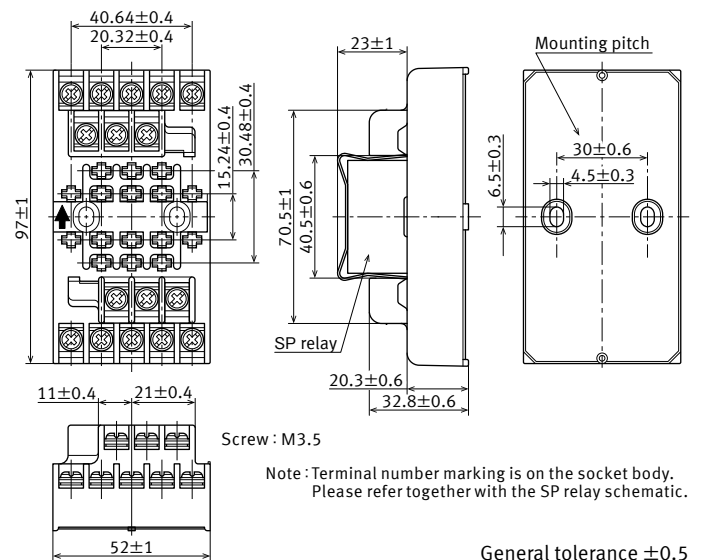 40.64±0.4
20.32±0.4
97±1
15.24±0.4
30.48±0.4
23±1
70.5±1
40.5±0.6
SP relay
20.3±0.6
32.8±0.6
Mounting pitch
30±0.6
4.5±0.3
6.5±0.3
11±0.4
21±0.4
52±1
Screw : M3.5
Note : Terminal number marking is on the socket body.
Please refer together with the SP relay schematic.
General tolerance ±0.5